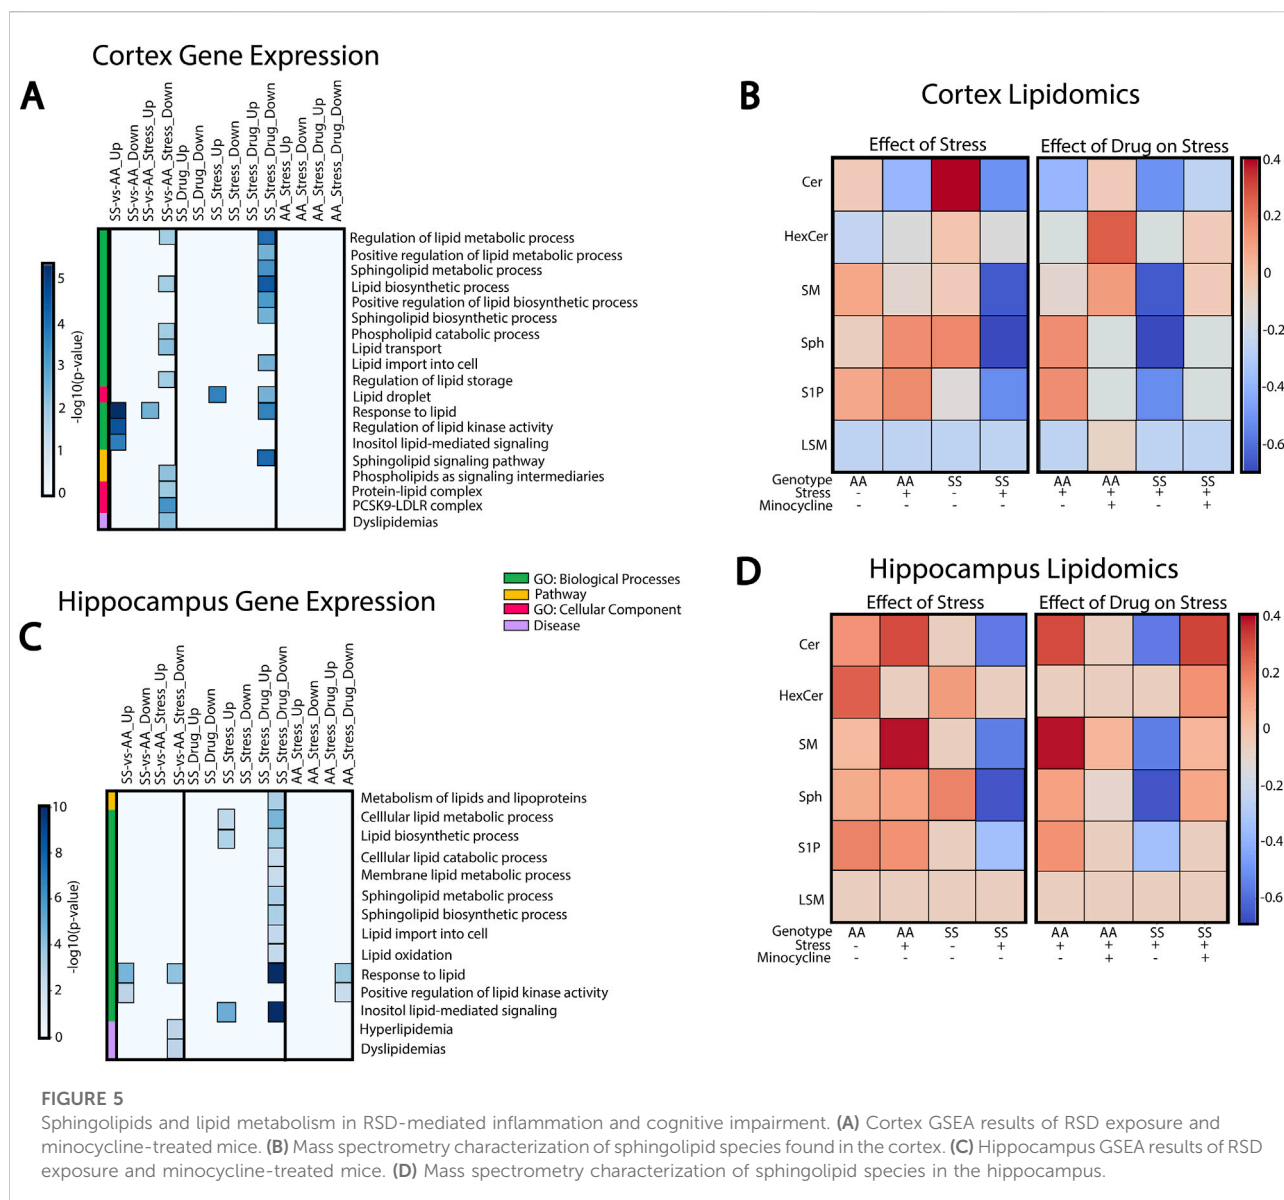 Cortex Gene Expression
A
SS-vs-AA_Up
SS-vs-AA_Down
SS-vs-AA_Stress_Up
SS-vs-AA_Stress_Down
SS_Drug_Up
SS_Drug_Down
SS_Stress_Up
SS_Stress_Down
SS_Stress_Drug_Up
SS_Stress_Drug_Down
AA_Stress_Up
AA_Stress_Down
AA_Stress_Drug_Up
AA_Stress_Drug_Down
5
4
3
2
1
0
-log10(p-value)
Regulation of lipid metabolic process
Positive regulation of lipid metabolic process
Sphingolipid metabolic process
Lipid biosynthetic process
Positive regulation of lipid biosynthetic process
Sphingolipid biosynthetic process
Phospholipid catabolic process
Lipid transport
Lipid import into cell
Regulation of lipid storage
Lipid droplet
Response to lipid
Regulation of lipid kinase activity
Inositol lipid-mediated signaling
Sphingolipid signaling pathway
Phospholipids as signaling intermediaries
Protein-lipid complex
PCSK9-LDLR complex
Dyslipidemias
B
Cortex Lipidomics
Effect of Stress
Effect of Drug on Stress
Cer
HexCer
SM
Sph
S1P
LSM
0.4
0.2
0
-0.2
-0.4
-0.6
Genotype AA AA SS SS AA AA SS SS
Stress - + - + + + + +
Minocycline - - - - - + - +
GO: Biological Processes
Pathway
GO: Cellular Component
Disease
Hippocampus Gene Expression
C
SS-vs-AA_Up
SS-vs-AA_Down
SS-vs-AA_Stress_Up
SS-vs-AA_Stress_Down
SS_Drug_Up
SS_Drug_Down
SS_Stress_Up
SS_Stress_Down
SS_Stress_Drug_Up
SS_Stress_Drug_Down
AA_Stress_Up
AA_Stress_Down
AA_Stress_Drug_Up
AA_Stress_Drug_Down
10
8
6
4
2
0
-log10(p-value)
Metabolism of lipids and lipoproteins
Celllular lipid metabolic process
Lipid biosynthetic process
Celllular lipid catabolic process
Membrane lipid metabolic process
Sphingolipid metabolic process
Sphingolipid biosynthetic process
Lipid import into cell
Lipid oxidation
Response to lipid
Positive regulation of lipid kinase activity
Inositol lipid-mediated signaling
Hyperlipidemia
Dyslipidemias
D
Hippocampus Lipidomics
Effect of Stress
Effect of Drug on Stress
Cer
HexCer
SM
Sph
S1P
LSM
0.4
0.2
0
-0.2
-0.4
-0.6
Genotype AA AA SS SS AA AA SS SS
Stress - + - + + + + +
Minocycline - - - - - + - +
FIGURE 5
Sphingolipids and lipid metabolism in RSD-mediated inflammation and cognitive impairment. (A) Cortex GSEA results of RSD exposure and
minocycline-treated mice. (B) Mass spectrometry characterization of sphingolipid species found in the cortex. (C) Hippocampus GSEA results of RSD
exposure and minocycline-treated mice. (D) Mass spectrometry characterization of sphingolipid species in the hippocampus.